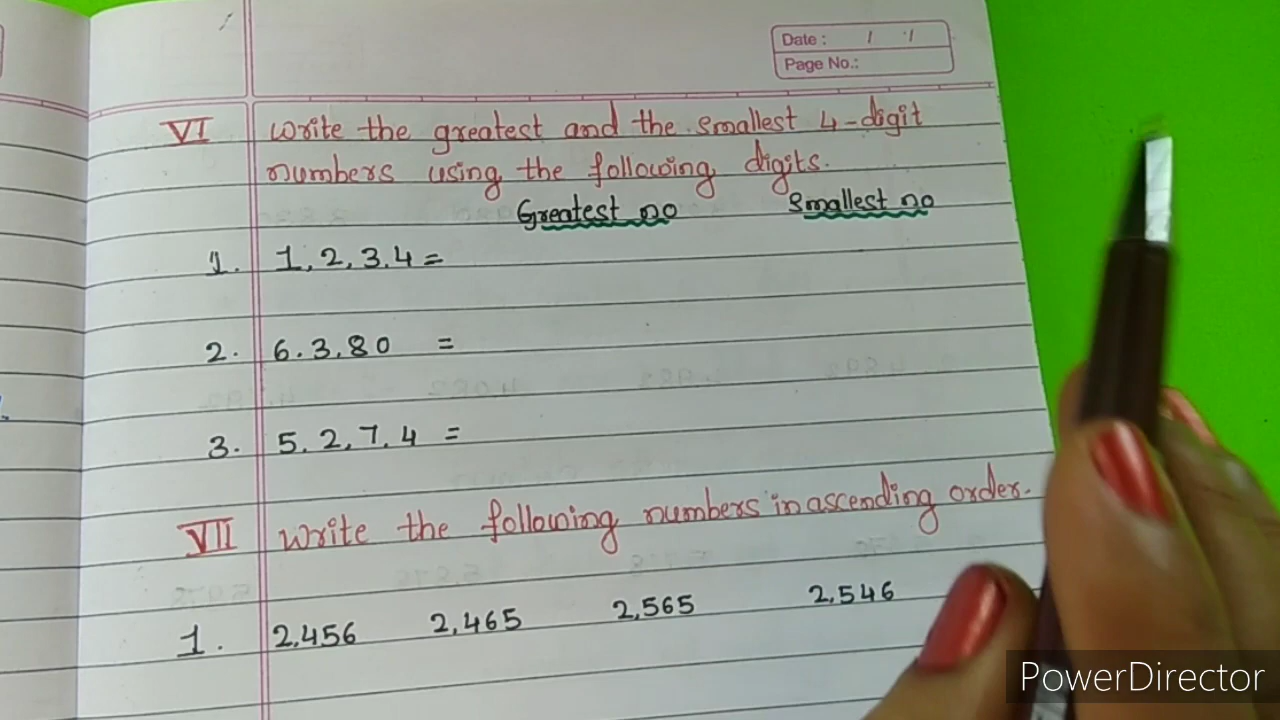 Date : / /
Page No.:
VI Write the greatest and the smallest 4-digit
numbers using the following digits.
Greatest no Smallest no
1. 1, 2, 3, 4 =
2. 6, 3, 8 0 =
3. 5, 2, 7, 4 =
VII Write the following numbers in ascending order.
1. 2,456 2,465 2,565 2,546
PowerDirector